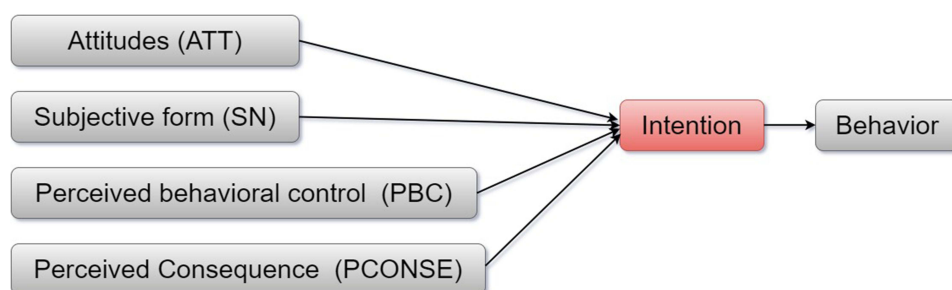 Attitudes (ATT)
Subjective form (SN)
Perceived behavioral control (PBC)
Perceived Consequence (PCONSE)
Intention
Behavior